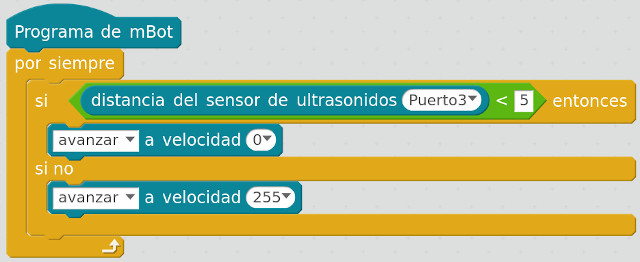 Programa de mBot
por siempre
si distancia del sensor de ultrasonidos Puerto3 < 5 entonces
avanzar a velocidad 0
si no
avanzar a velocidad 255